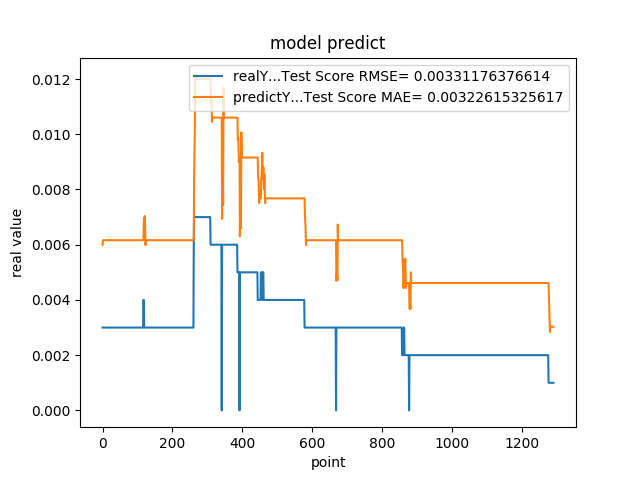 model predict
realY...Test Score RMSE= 0.00331176376614
predictY...Test Score MAE= 0.00322615325617
0.012
0.010
0.008
0.006
0.004
0.002
0.000
real value
0 200 400 600 800 1000 1200
point